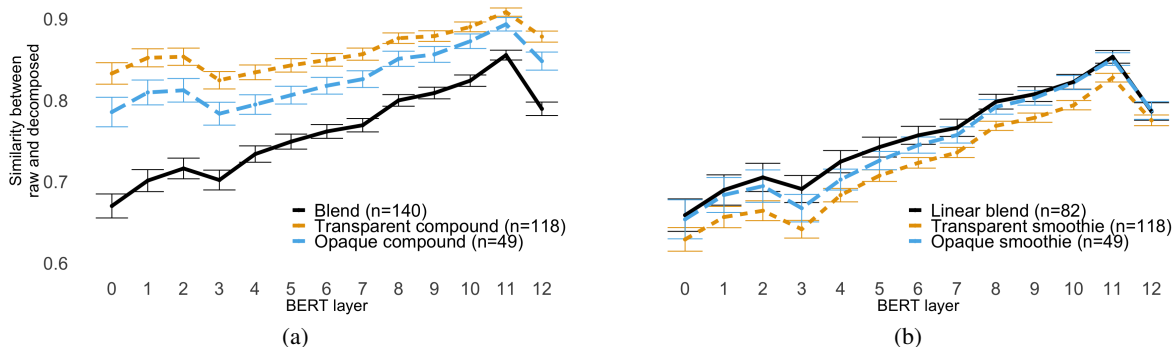 Similarity between
raw and decomposed
0.9
0.8
0.7
0.6
Blend (n=140)
Transparent compound (n=118)
Opaque compound (n=49)
0 1 2 3 4 5 6 7 8 9 10 11 12
BERT layer
(a)
Linear blend (n=82)
Transparent smoothie (n=118)
Opaque smoothie (n=49)
0 1 2 3 4 5 6 7 8 9 10 11 12
BERT layer
(b)